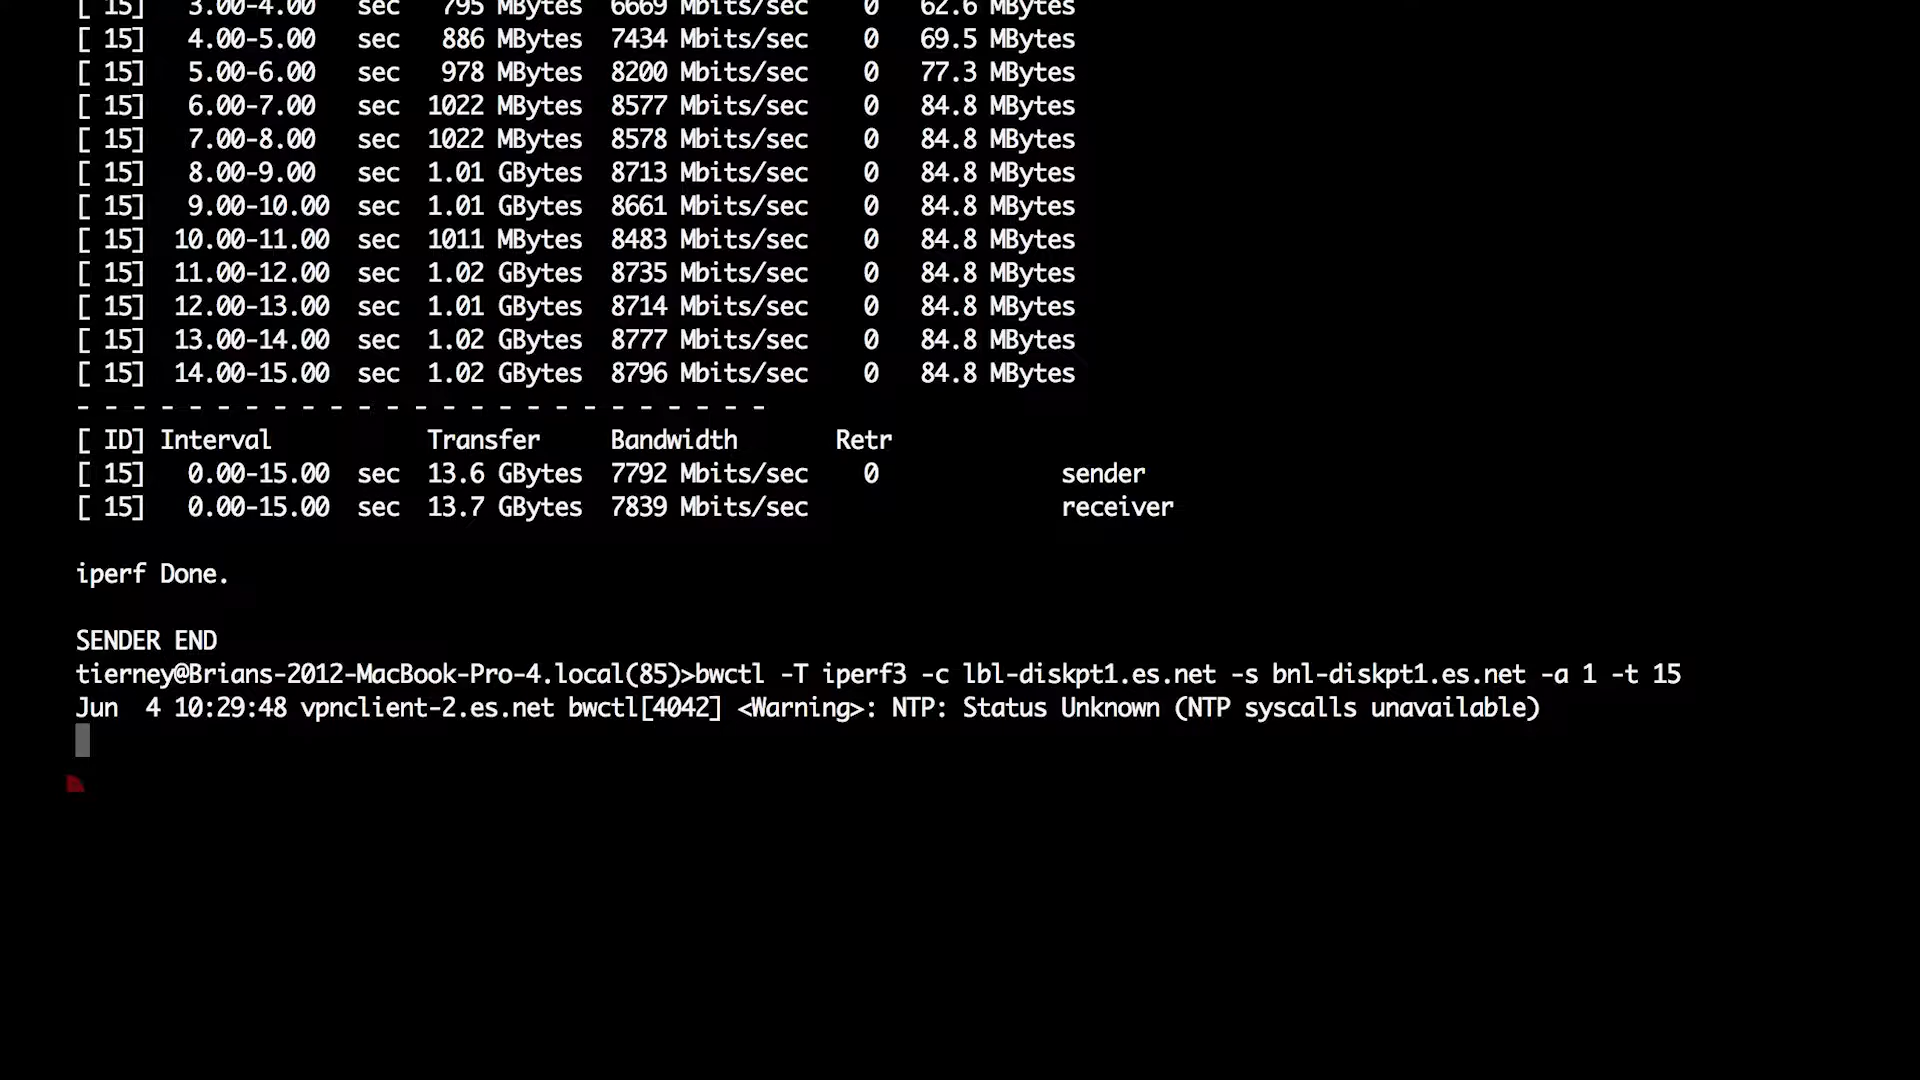 [ 15]   3.00-4.00   sec   795 MBytes  6669 Mbits/sec    0   62.6 MBytes
[ 15]   4.00-5.00   sec   886 MBytes  7434 Mbits/sec    0   69.5 MBytes
[ 15]   5.00-6.00   sec   978 MBytes  8200 Mbits/sec    0   77.3 MBytes
[ 15]   6.00-7.00   sec  1022 MBytes  8577 Mbits/sec    0   84.8 MBytes
[ 15]   7.00-8.00   sec  1022 MBytes  8578 Mbits/sec    0   84.8 MBytes
[ 15]   8.00-9.00   sec  1.01 GBytes  8713 Mbits/sec    0   84.8 MBytes
[ 15]   9.00-10.00  sec  1.01 GBytes  8661 Mbits/sec    0   84.8 MBytes
[ 15]  10.00-11.00  sec  1011 MBytes  8483 Mbits/sec    0   84.8 MBytes
[ 15]  11.00-12.00  sec  1.02 GBytes  8735 Mbits/sec    0   84.8 MBytes
[ 15]  12.00-13.00  sec  1.01 GBytes  8714 Mbits/sec    0   84.8 MBytes
[ 15]  13.00-14.00  sec  1.02 GBytes  8777 Mbits/sec    0   84.8 MBytes
[ 15]  14.00-15.00  sec  1.02 GBytes  8796 Mbits/sec    0   84.8 MBytes
- - - - - - - - - - - - - - - - - - - - - - - - -
[ ID] Interval           Transfer     Bandwidth       Retr
[ 15]   0.00-15.00  sec  13.6 GBytes  7792 Mbits/sec    0             sender
[ 15]   0.00-15.00  sec  13.7 GBytes  7839 Mbits/sec                  receiver
iperf Done.
SENDER END
tierney@Brians-2012-MacBook-Pro-4.local(85)>bwctl -T iperf3 -c lbl-diskpt1.es.net -s bnl-diskpt1.es.net -a 1 -t 15
Jun  4 10:29:48 vpnclient-2.es.net bwctl[4042] <Warning>: NTP: Status Unknown (NTP syscalls unavailable)